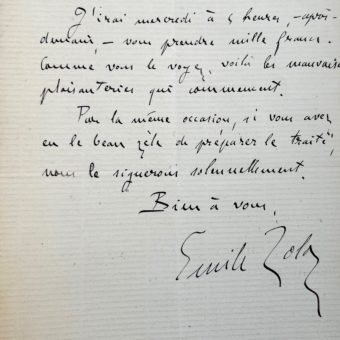 J'irai mercredi à 5 heures, – après-
demain, – vous prendre mille francs.
Comme vous le voyez, voilà les mauvaises
plaisanteries qui commencent.
Par la même occasion, si vous avez
eu le beau zèle de préparer le traité,
nous le signerons solennellement.
Bien à vous,
Emile Zola